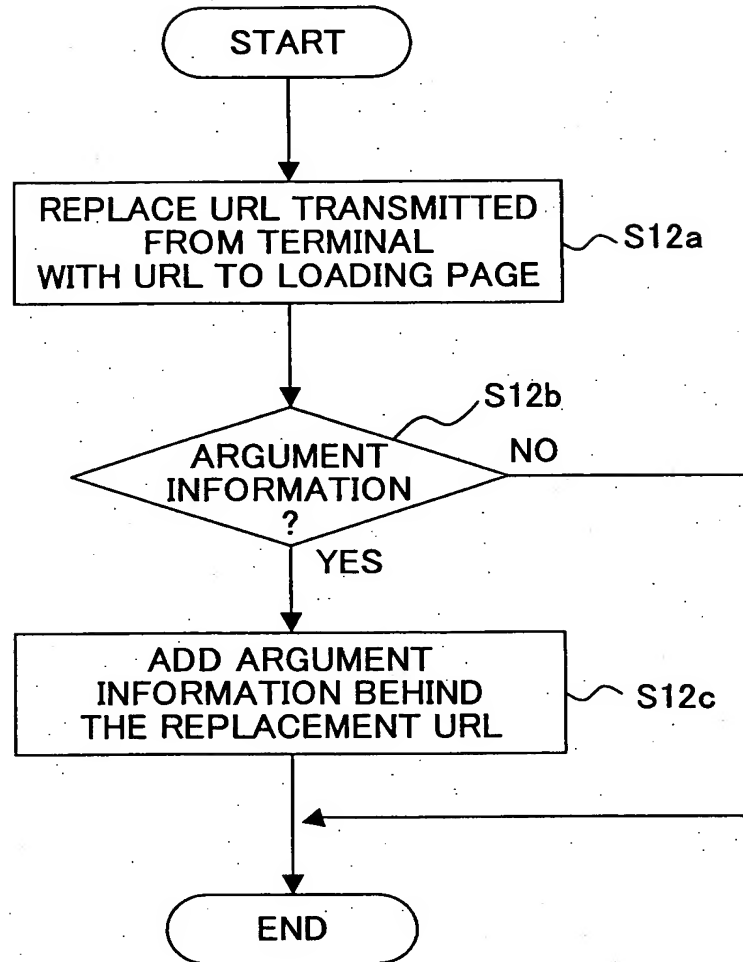 START
REPLACE URL TRANSMITTED
FROM TERMINAL
WITH URL TO LOADING PAGE
S12a
S12b
ARGUMENT
INFORMATION
?
NO
YES
ADD ARGUMENT
INFORMATION BEHIND
THE REPLACEMENT URL
S12c
END